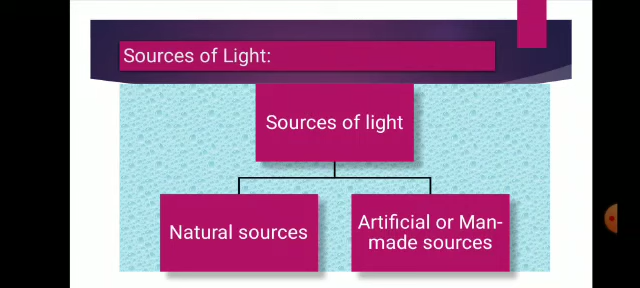 Sources of Light:
Sources of light
Natural sources
Artificial or Man-
made sources